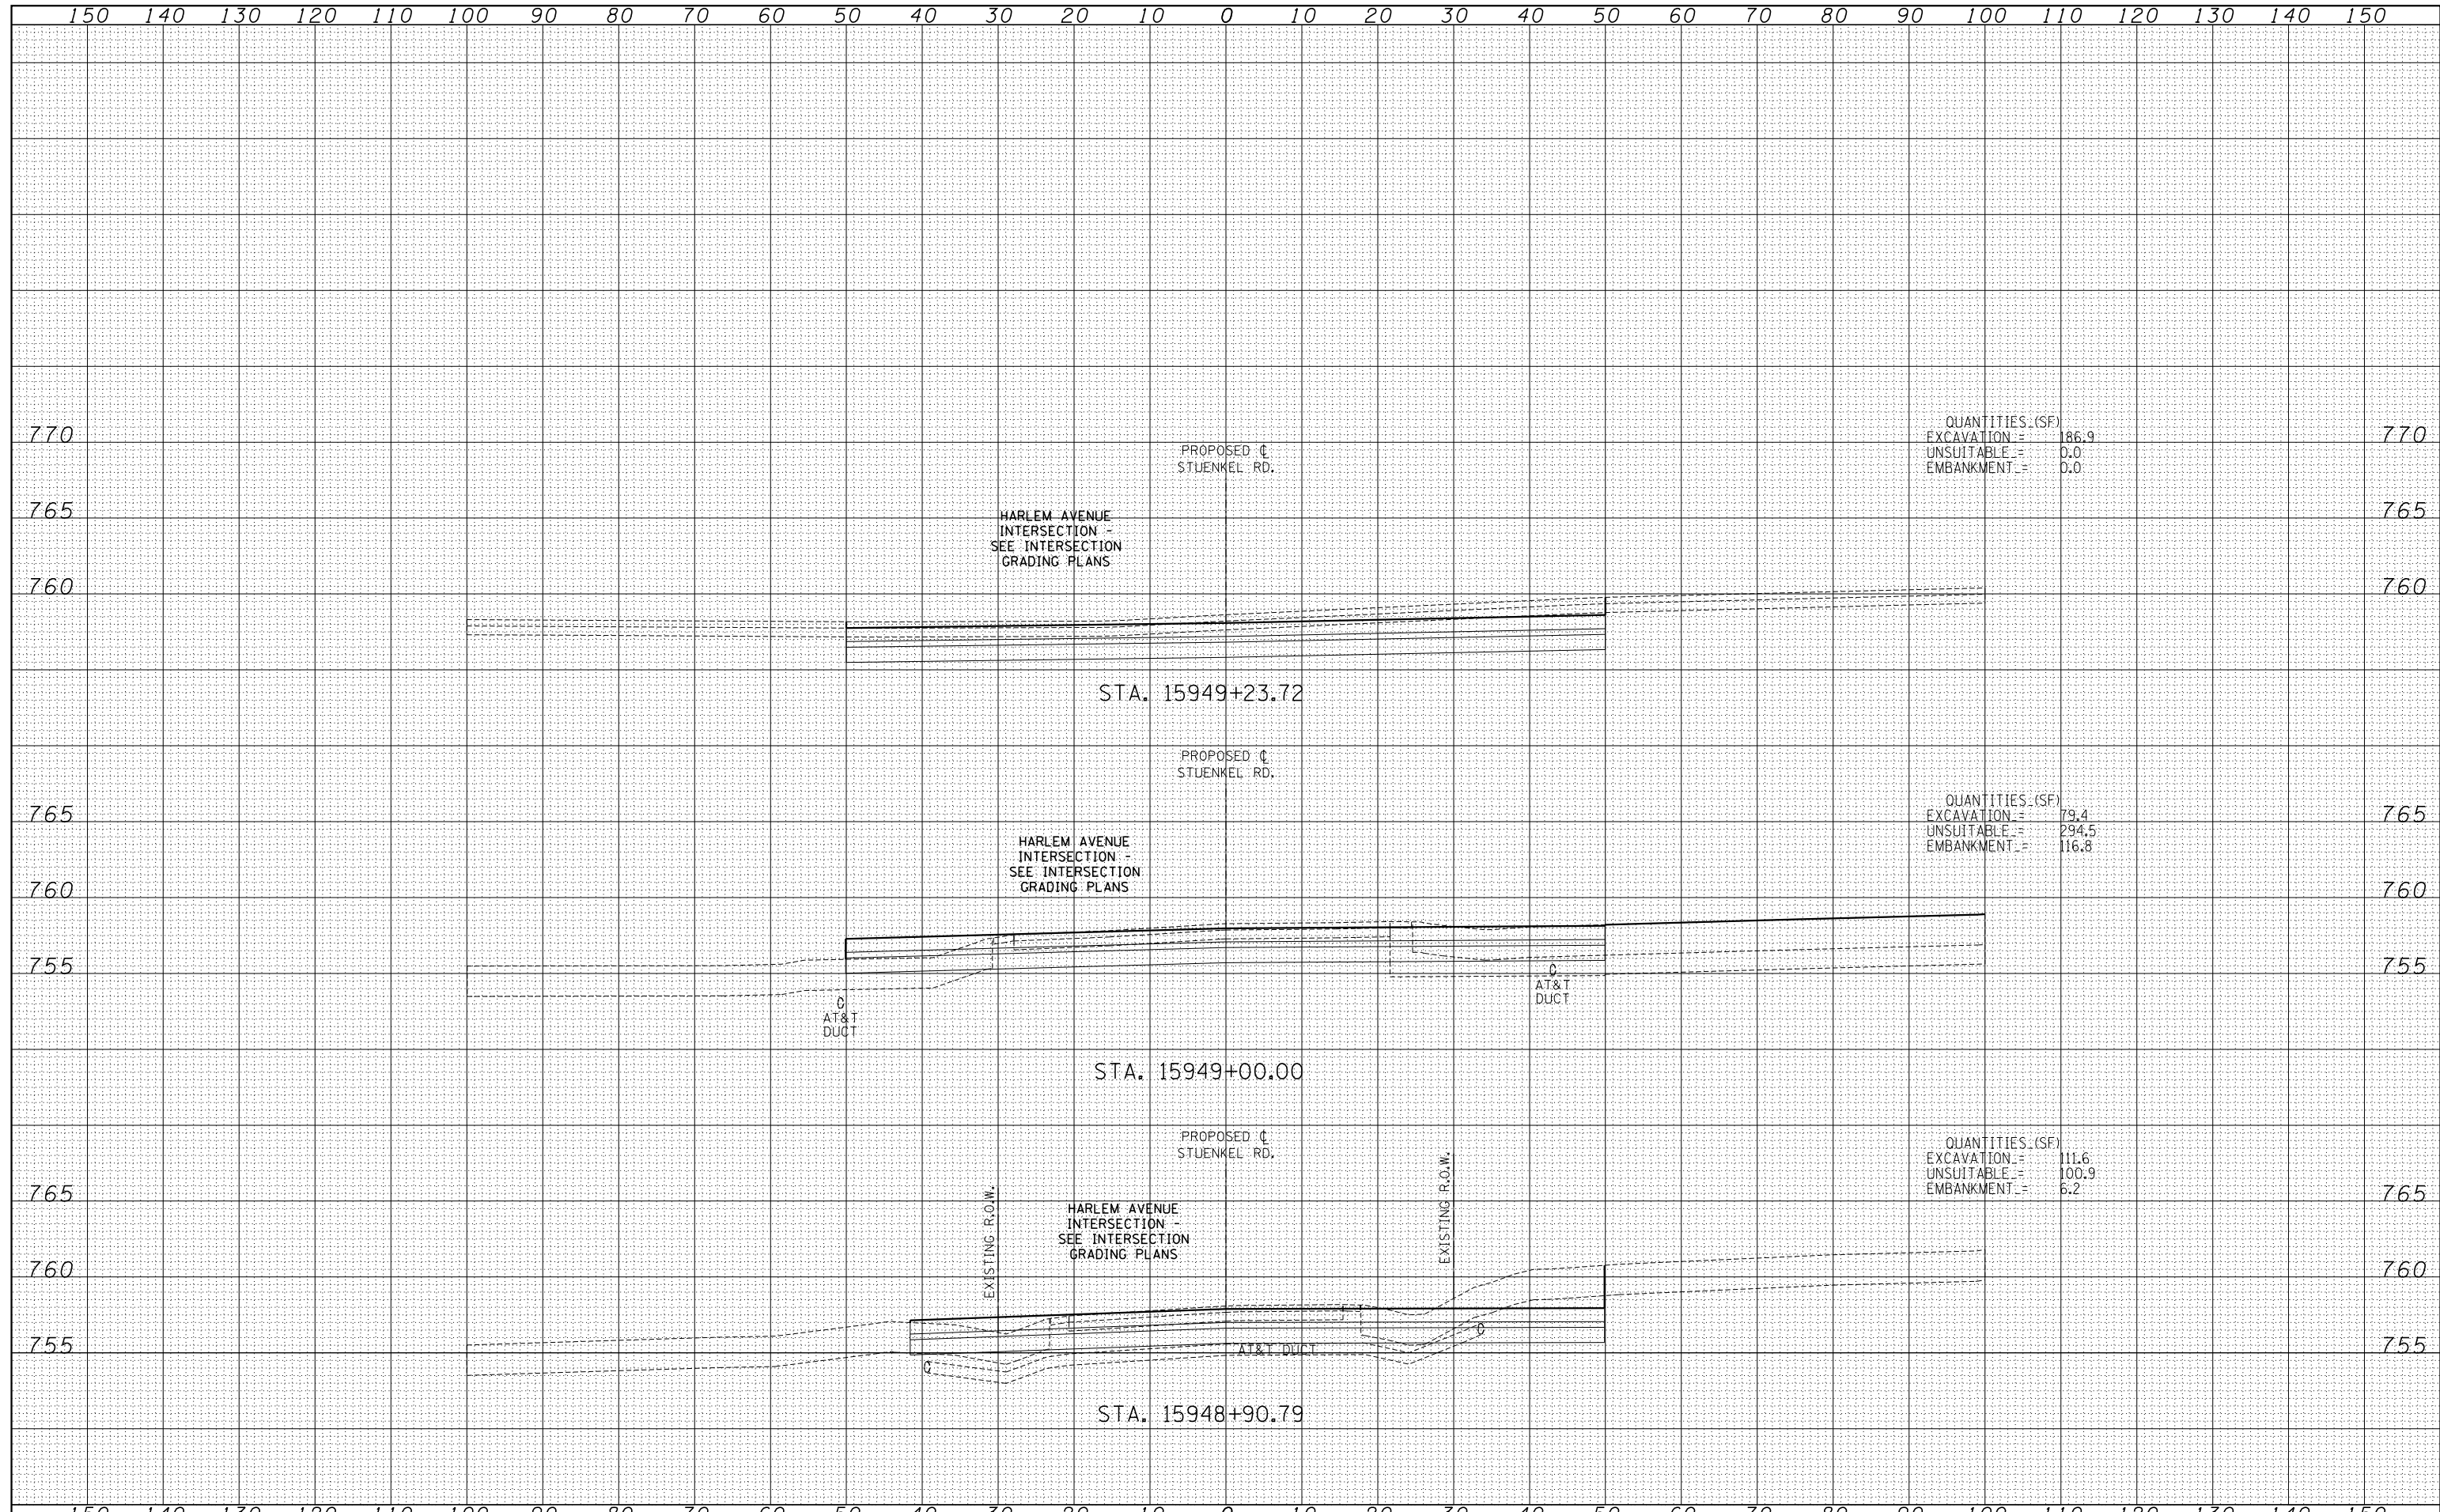 150 140 130 120 110 100 90 80 70 60 50 40 30 20 10 0 10 20 30 40 50 60 70 80 90 100 110 120 130 140 150
QUANTITIES (SF)
770 EXCAVATION = 186.9 770
UNSUITABLE = 0.0
EMBANKMENT = 0.0
PROPOSED ℄
STUENKEL RD.
765 765
HARLEM AVENUE
INTERSECTION -
SEE INTERSECTION
GRADING PLANS
760 760
STA. 15949+23.72
PROPOSED ℄
STUENKEL RD.
QUANTITIES (SF)
765 EXCAVATION = 79.4 765
UNSUITABLE = 294.5
EMBANKMENT = 116.8
HARLEM AVENUE
INTERSECTION -
SEE INTERSECTION
GRADING PLANS
760 760
755 755
AT&T
DUCT
AT&T
DUCT
STA. 15949+00.00
PROPOSED ℄
STUENKEL RD.
QUANTITIES (SF)
EXCAVATION = 111.6
UNSUITABLE = 100.9
EMBANKMENT = 6.2
765 765
EXISTING R.O.W.
EXISTING R.O.W.
HARLEM AVENUE
INTERSECTION -
SEE INTERSECTION
GRADING PLANS
760 760
755 AT&T DUCT 755
STA. 15948+90.79
150 140 130 120 110 100 90 80 70 60 50 40 30 20 10 0 10 20 30 40 50 60 70 80 90 100 110 120 130 140 150